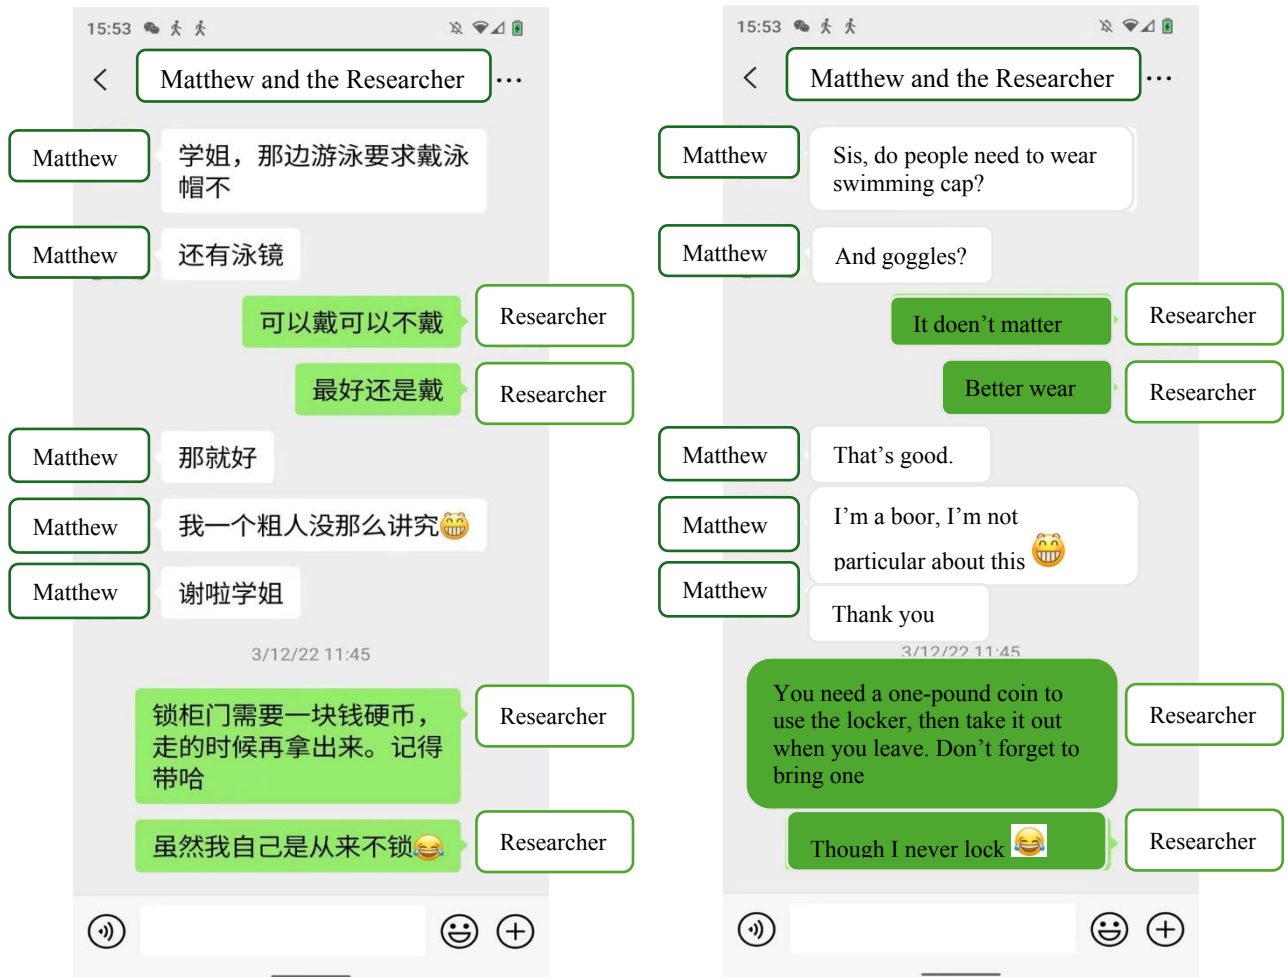 15:53
Matthew and the Researcher
Matthew
学姐，那边游泳要求戴泳
帽不
Matthew
还有泳镜
可以戴可以不戴
Researcher
最好还是戴
Researcher
Matthew
那就好
Matthew
我一个粗人没那么讲究😁
Matthew
谢啦学姐
3/12/22 11:45
锁柜门需要一块钱硬币，
走的时候再拿出来。记得
带哈
Researcher
虽然我自己是从来不锁😂
Researcher
15:53
Matthew and the Researcher
Matthew
Sis, do people need to wear
swimming cap?
Matthew
And goggles?
It doen’t matter
Researcher
Better wear
Researcher
Matthew
That’s good.
Matthew
I’m a boor, I’m not
particular about this 😁
Matthew
Thank you
3/12/22 11:45
You need a one-pound coin to
use the locker, then take it out
when you leave. Don’t forget to
bring one
Researcher
Though I never lock 😂
Researcher